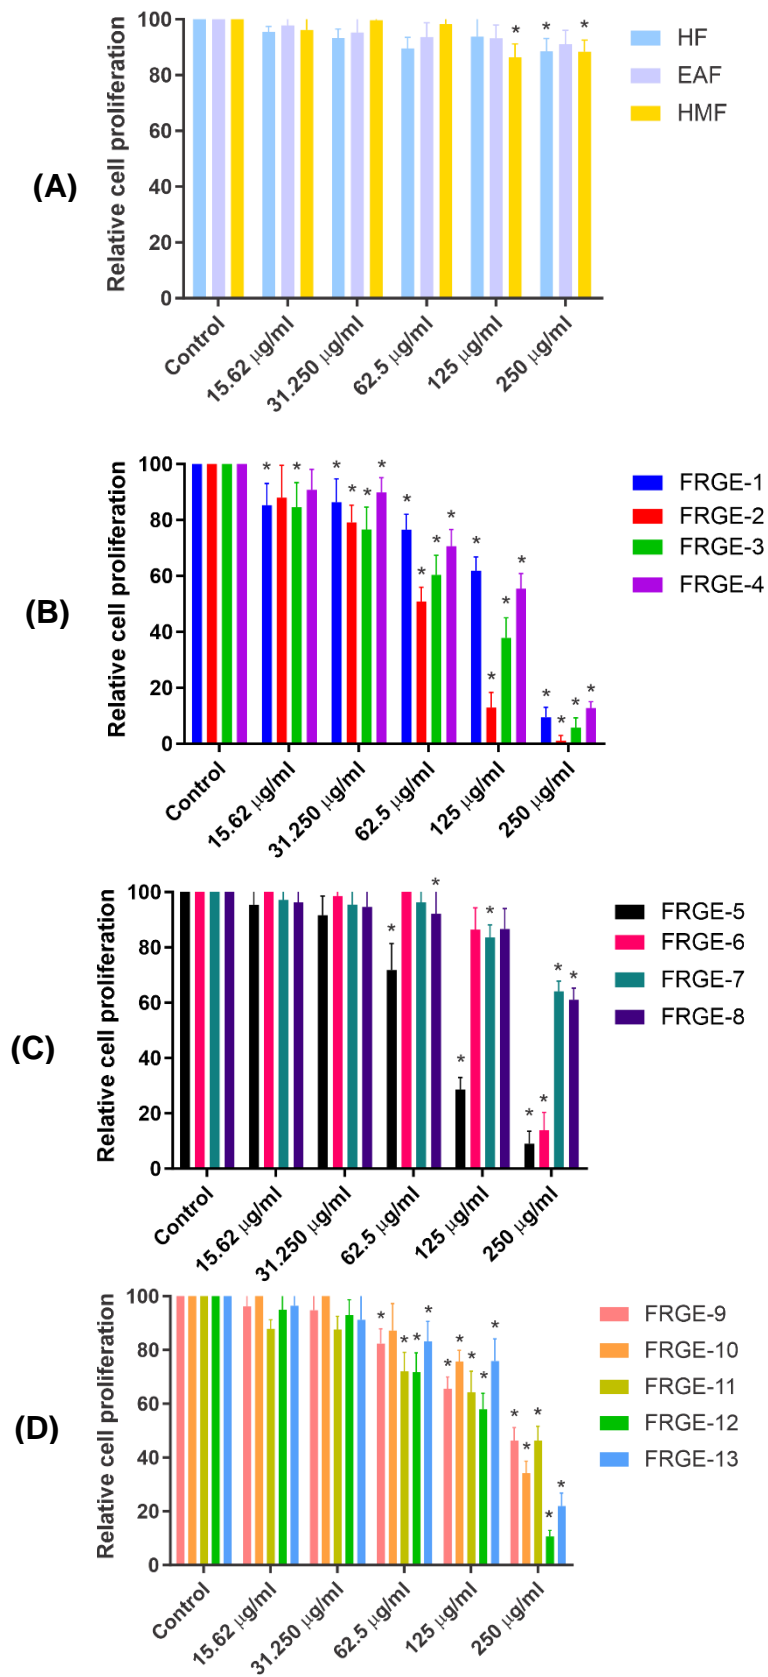 (A)
Relative cell proliferation
100
80
60
40
20
0
* * *
Control
15.62 μg/ml
31.250 μg/ml
62.5 μg/ml
125 μg/ml
250 μg/ml
HF
EAF
HMF
(B)
Relative cell proliferation
100
80
60
40
20
0
* * * * * * * * * * * * * * * * * *
Control
15.62 μg/ml
31.250 μg/ml
62.5 μg/ml
125 μg/ml
250 μg/ml
FRGE-1
FRGE-2
FRGE-3
FRGE-4
(C)
Relative cell proliferation
100
80
60
40
20
0
* * * * * * * *
Control
15.62 μg/ml
31.250 μg/ml
62.5 μg/ml
125 μg/ml
250 μg/ml
FRGE-5
FRGE-6
FRGE-7
FRGE-8
(D)
Relative cell proliferation
100
80
60
40
20
0
* * * * * * * * * * * * * *
Control
15.62 μg/ml
31.250 μg/ml
62.5 μg/ml
125 μg/ml
250 μg/ml
FRGE-9
FRGE-10
FRGE-11
FRGE-12
FRGE-13